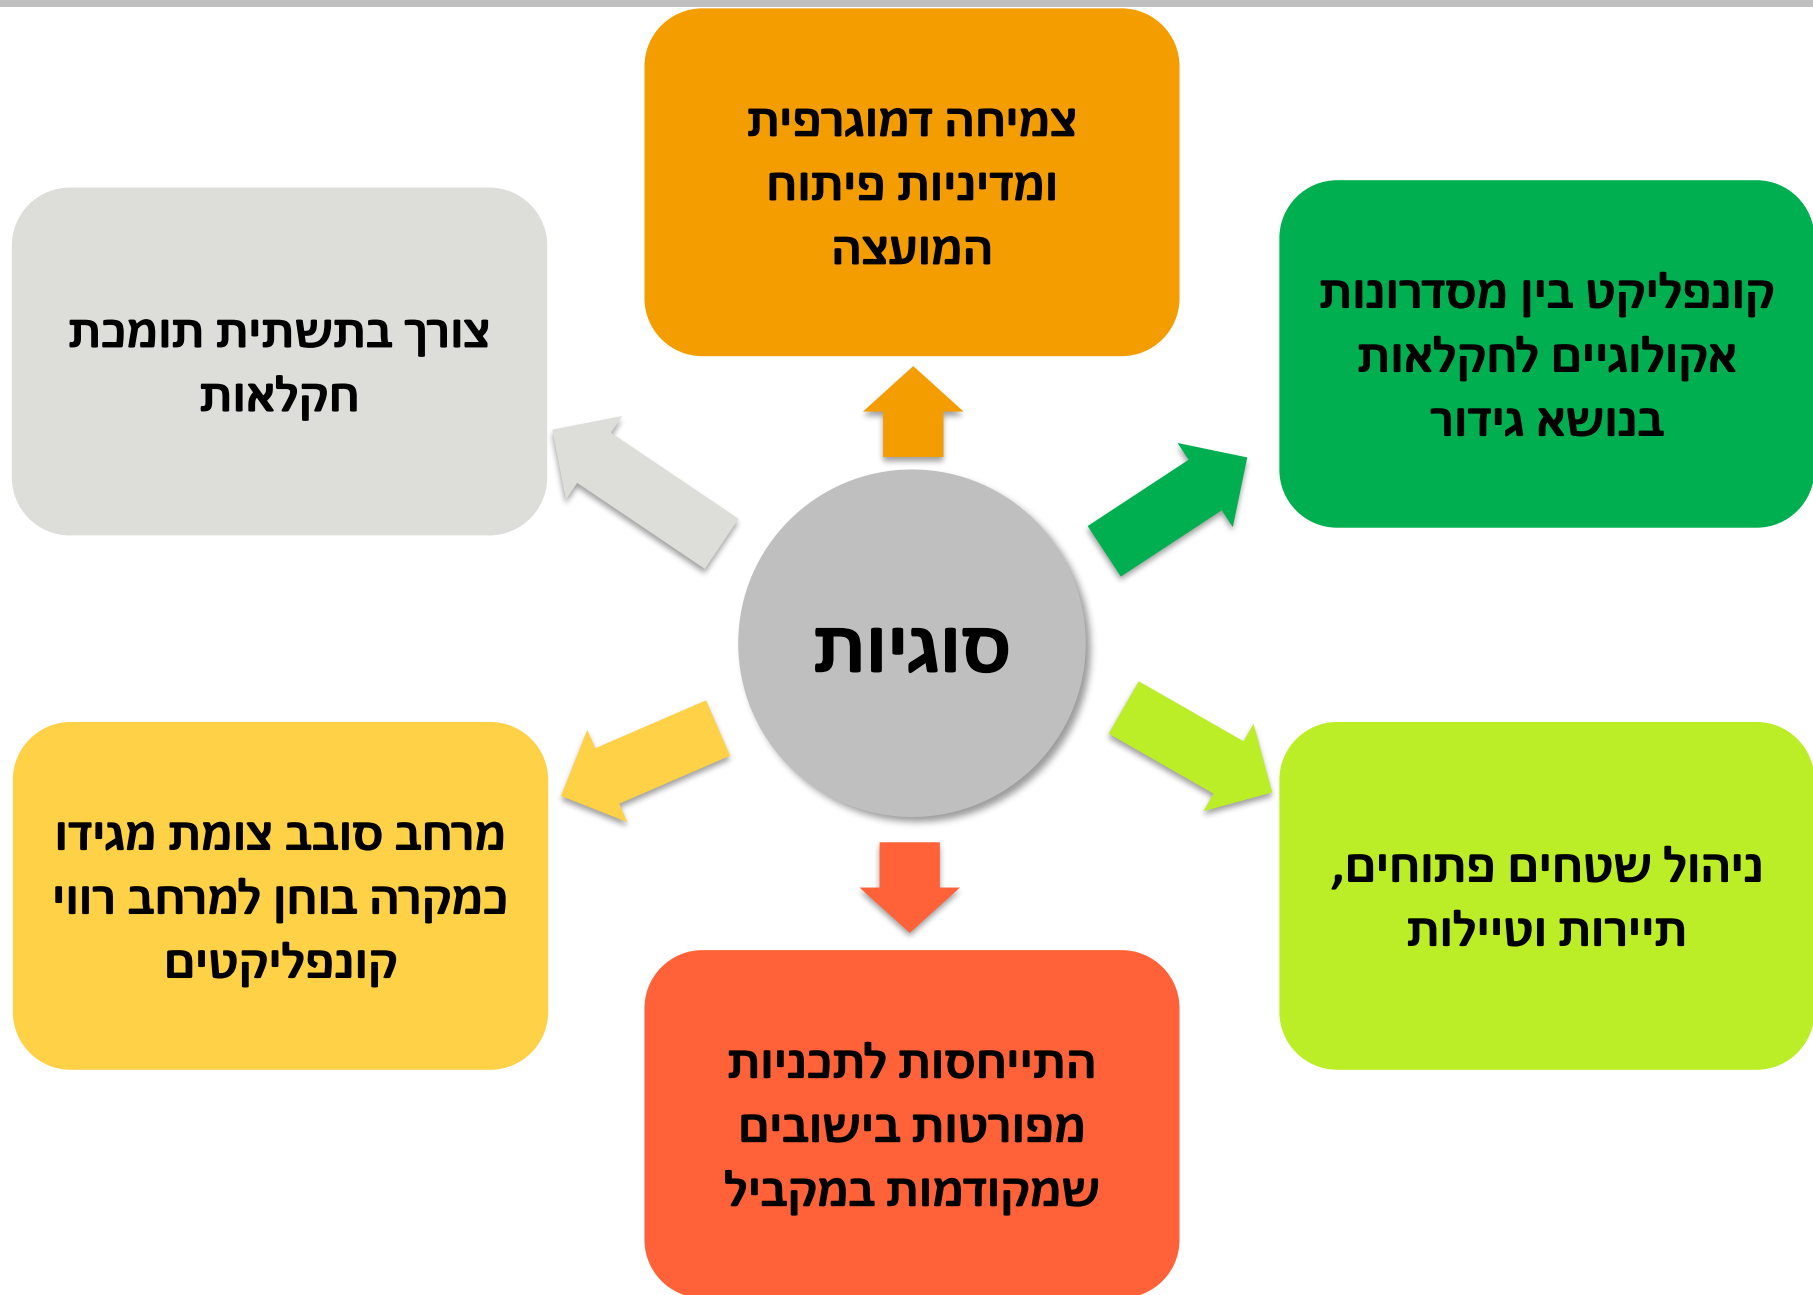 צמיחה דמוגרפית
ומדיניות פיתוח
המועצה
קונפליקט בין מסדרונות
אקולוגיים לחקלאות
בנושא גידור
צורך בתשתית תומכת
חקלאות
סוגיות
ניהול שטחים פתוחים,
תיירות וטיילות
מרחב סובב צומת מגידו
כמקרה בוחן למרחב רווי
קונפליקטים
התייחסות לתכניות
מפורטות בישובים
שמקודמות במקביל